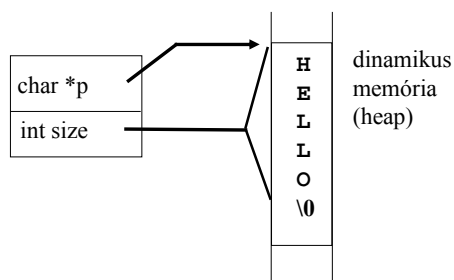 char *p
int size
H
E
L
L
O
\0
dinamikus
memória
(heap)